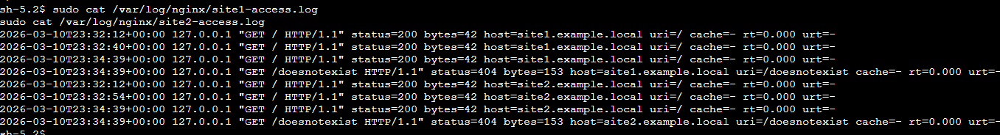 sh-5.2$ sudo cat /var/log/nginx/site1-access.log
sudo cat /var/log/nginx/site2-access.log
2026-03-10T23:32:12+00:00 127.0.0.1 "GET / HTTP/1.1" status=200 bytes=42 host=site1.example.local uri=/ cache=- rt=0.000 urt=-
2026-03-10T23:32:40+00:00 127.0.0.1 "GET / HTTP/1.1" status=200 bytes=42 host=site1.example.local uri=/ cache=- rt=0.000 urt=-
2026-03-10T23:34:39+00:00 127.0.0.1 "GET / HTTP/1.1" status=200 bytes=42 host=site1.example.local uri=/ cache=- rt=0.000 urt=-
2026-03-10T23:34:39+00:00 127.0.0.1 "GET /doesnotexist HTTP/1.1" status=404 bytes=153 host=site1.example.local uri=/doesnotexist cache=- rt=0.000 urt=-
2026-03-10T23:32:12+00:00 127.0.0.1 "GET / HTTP/1.1" status=200 bytes=42 host=site2.example.local uri=/ cache=- rt=0.000 urt=-
2026-03-10T23:32:54+00:00 127.0.0.1 "GET / HTTP/1.1" status=200 bytes=42 host=site2.example.local uri=/ cache=- rt=0.000 urt=-
2026-03-10T23:34:39+00:00 127.0.0.1 "GET / HTTP/1.1" status=200 bytes=42 host=site2.example.local uri=/ cache=- rt=0.000 urt=-
2026-03-10T23:34:39+00:00 127.0.0.1 "GET /doesnotexist HTTP/1.1" status=404 bytes=153 host=site2.example.local uri=/doesnotexist cache=- rt=0.000 urt=-
sh-5.2$